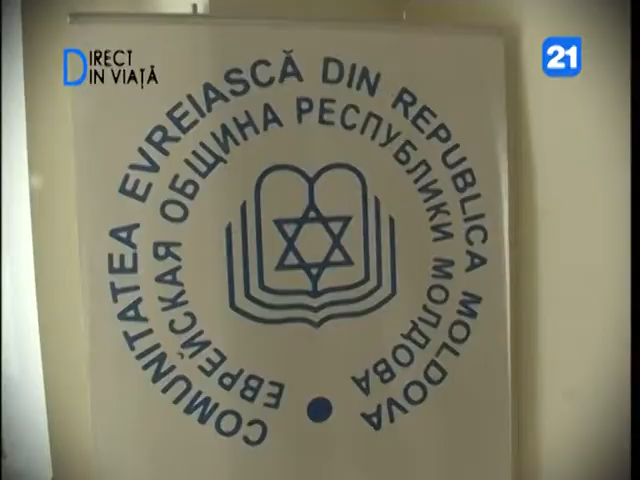 DIRECT
DIN VIAȚĂ
21
COMUNITATEA EVREIASCĂ DIN REPUBLICA MOLDOVA
ЕВРЕЙСКАЯ ОБЩИНА РЕСПУБЛИКИ МОЛДОВА